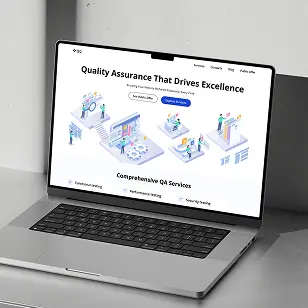 Services
Contacts
Blog
Public Offer
Quality Assurance That Drives Excellence
See Public Offer
Explore Services
Comprehensive QA Services
Functional testing
Performance testing
Security testing